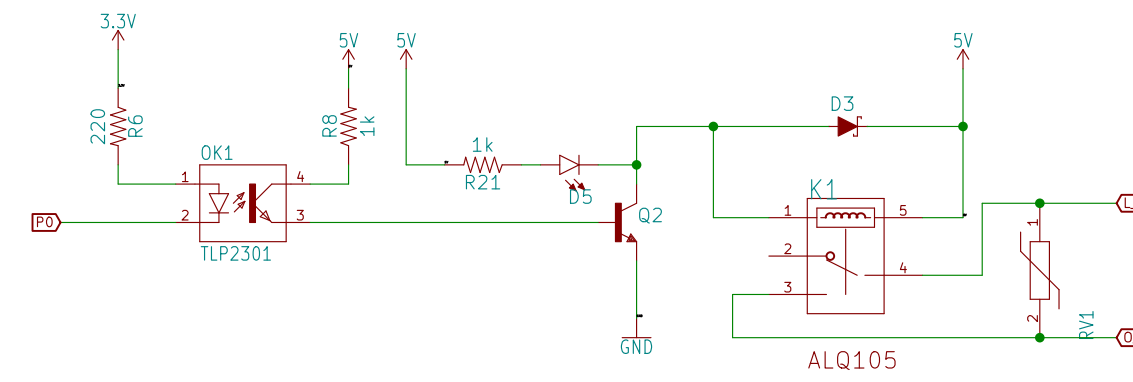 3.3V
5V
5V
5V
220
R6
R8
1k
D3
OK1
1k
R21
D5
K1
1
4
2
3
P0
TLP2301
Q2
1
5
2
4
3
L
1
2
RV1
O
GND
ALQ105